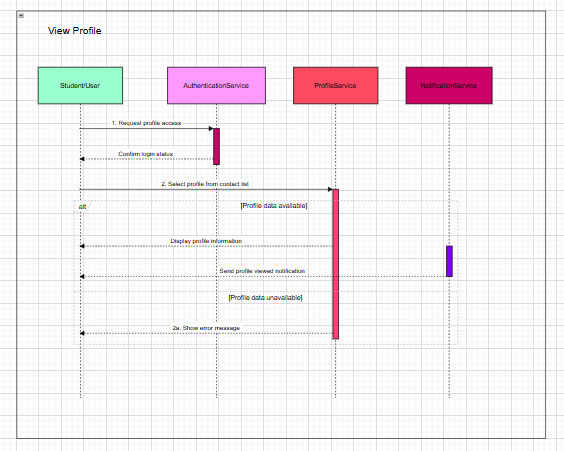 View Profile
Student/User
AuthenticationService
ProfileService
NotificationService
1. Request profile access
Confirm login status
2. Select profile from contact list
alt
[Profile data available]
Display profile information
Send profile viewed notification
[Profile data unavailable]
2a. Show error message